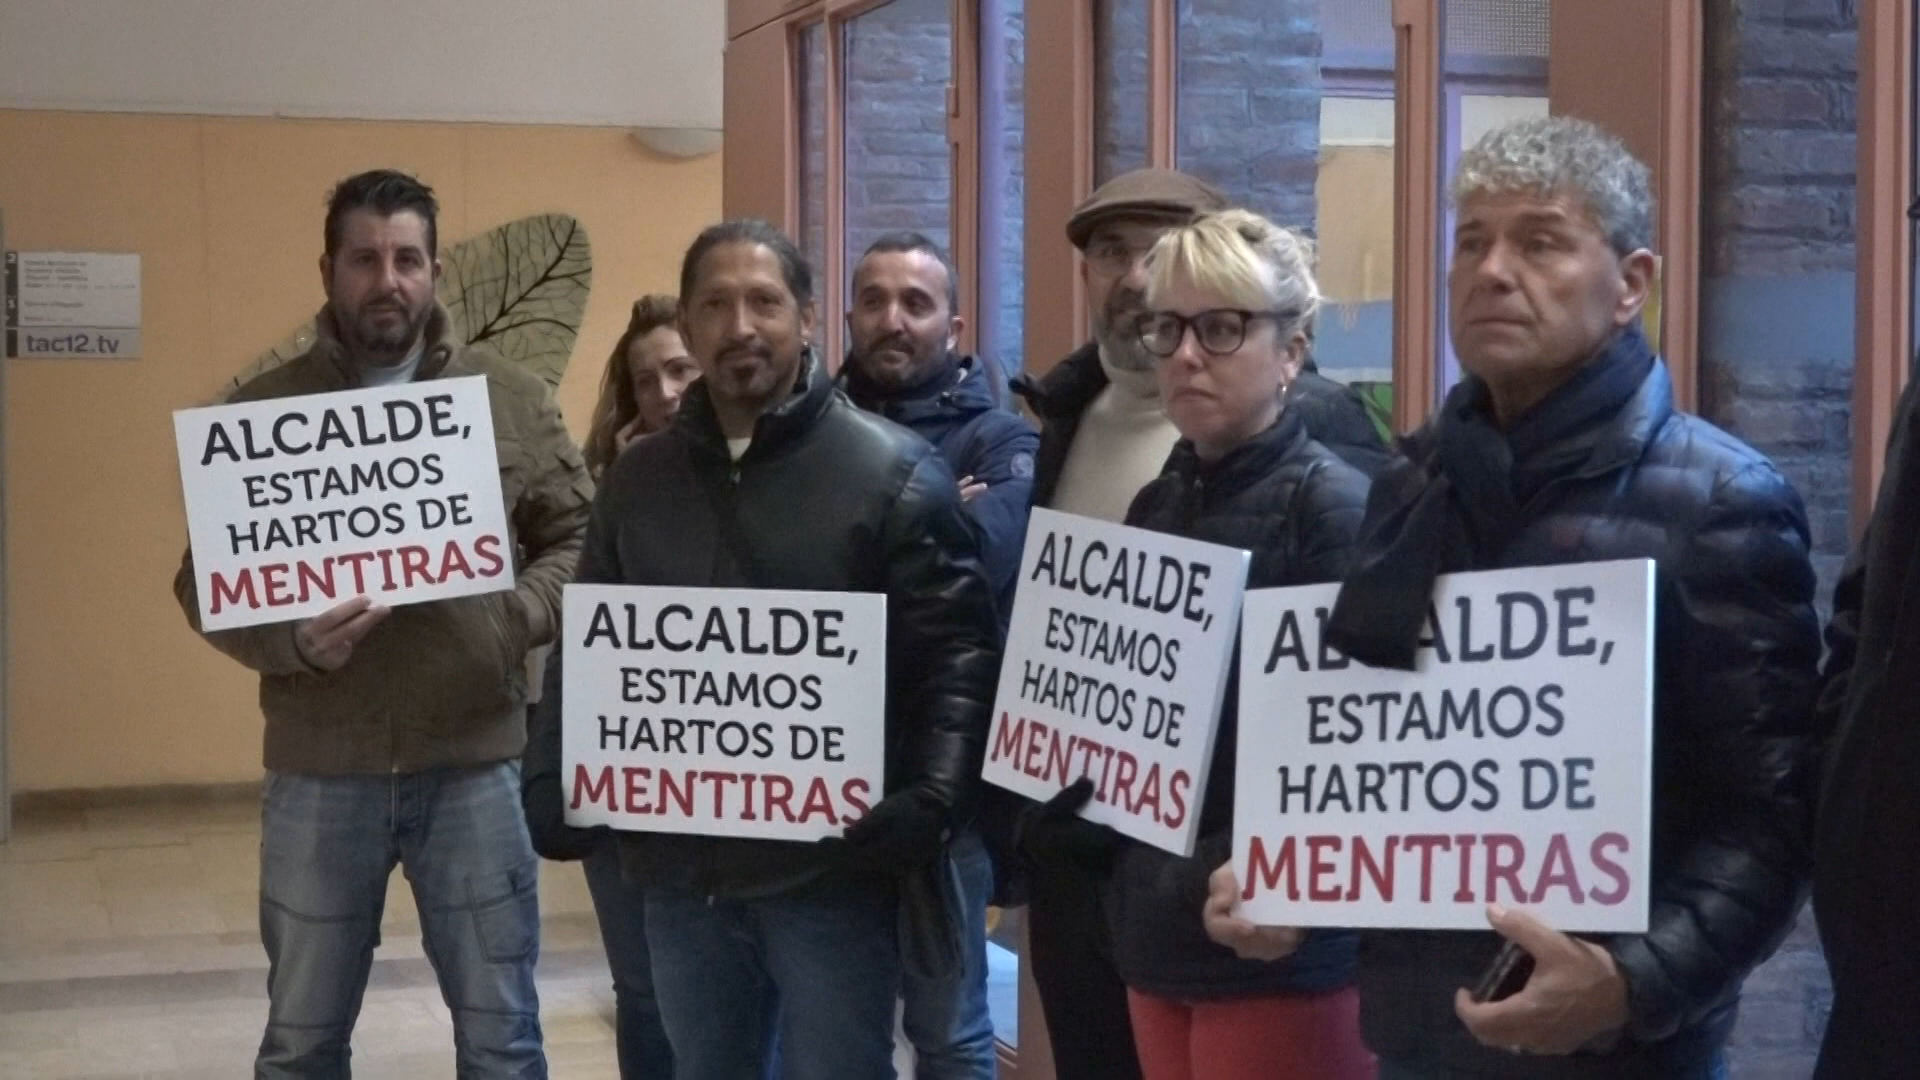 tac12.tv
ALCALDE,
ESTAMOS
HARTOS DE
MENTIRAS
ALCALDE,
ESTAMOS
HARTOS DE
MENTIRAS
ALCALDE,
ESTAMOS
HARTOS DE
MENTIRAS
ALCALDE,
ESTAMOS
HARTOS DE
MENTIRAS